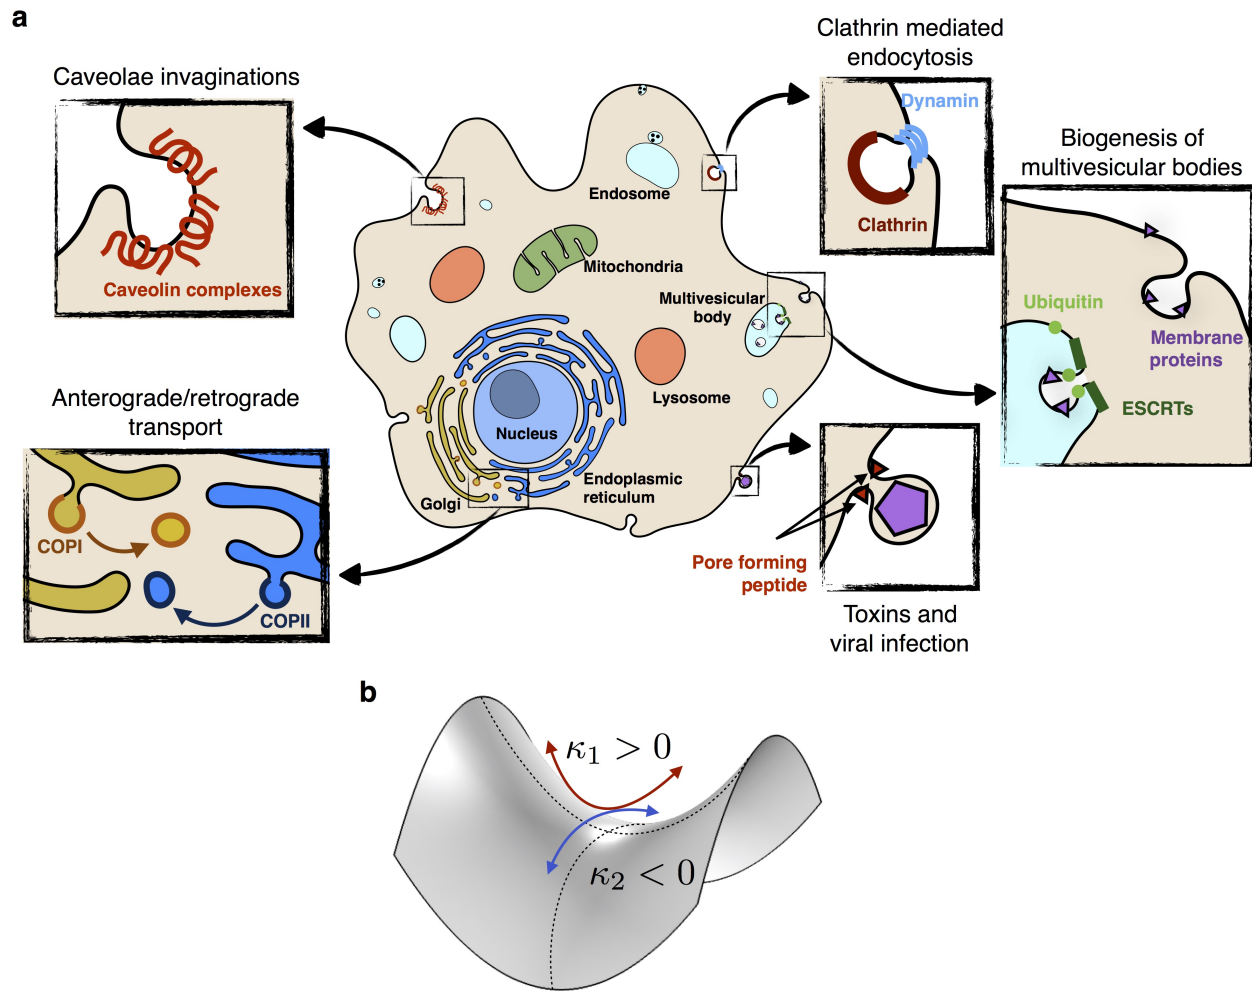 a
Caveolae invaginations
Caveolin complexes
Clathrin mediated
endocytosis
Dynamin
Clathrin
Biogenesis of
multivesicular bodies
Ubiquitin
Membrane
proteins
ESCRTs
Endosome
Mitochondria
Multivesicular
body
Lysosome
Nucleus
Endoplasmic
reticulum
Golgi
Anterograde/retrograde
transport
COPI
COPII
Pore forming
peptide
Toxins and
viral infection
b
κ₁ > 0
κ₂ < 0